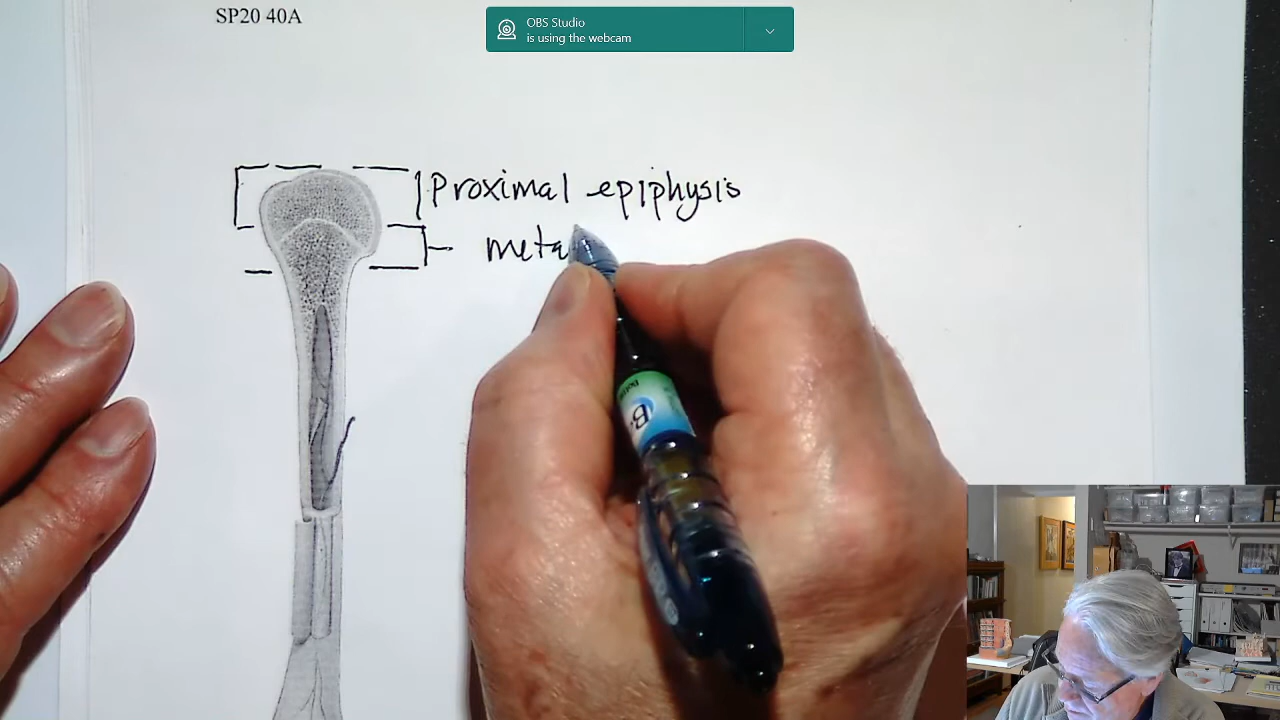 SP20 40A
OBS Studio
is using the webcam
Proximal epiphysis
meta